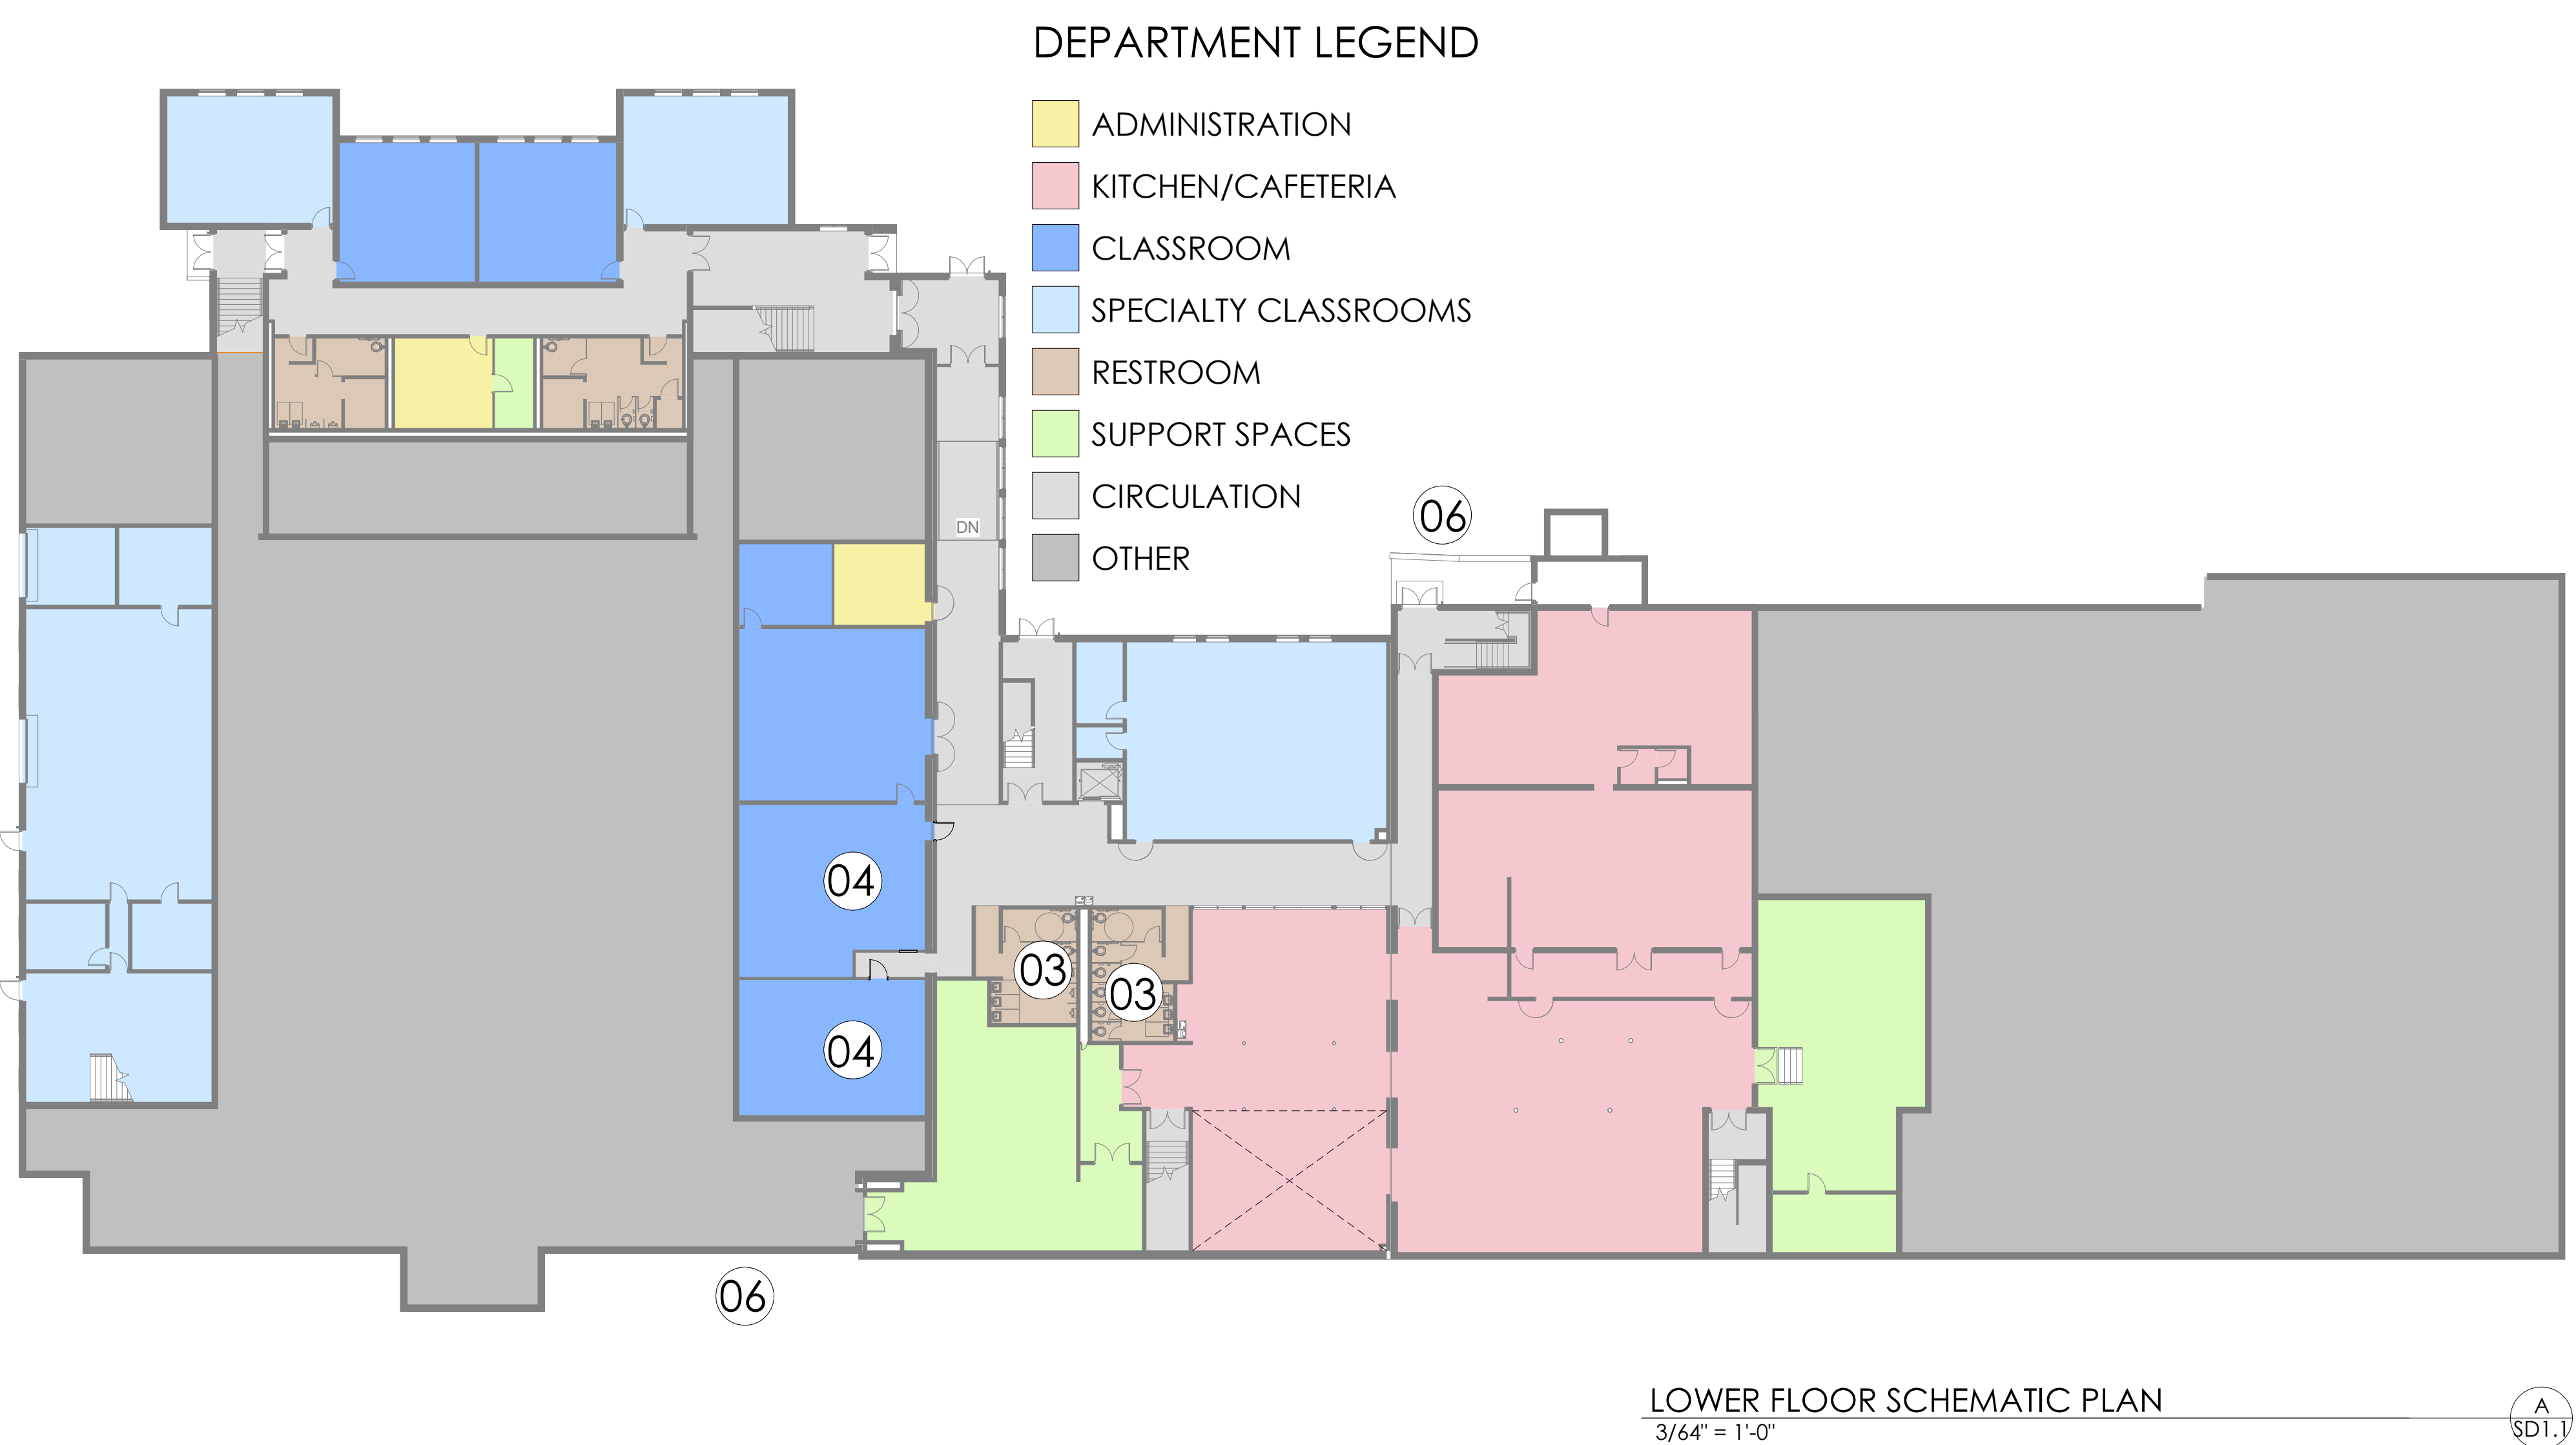 DEPARTMENT LEGEND
ADMINISTRATION
KITCHEN/CAFETERIA
CLASSROOM
SPECIALTY CLASSROOMS
RESTROOM
SUPPORT SPACES
CIRCULATION
OTHER
06
DN
04
03
03
04
06
LOWER FLOOR SCHEMATIC PLAN
3/64" = 1'-0"
A
SD1.1